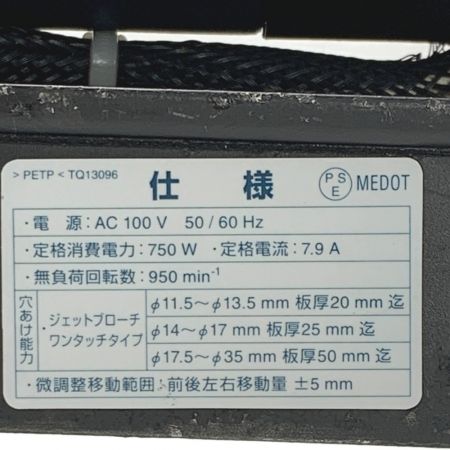 > PETP < TQ13096
仕様
PSE MEDOT
・電 源:AC 100 V 50 / 60 Hz
・定格消費電力:750 W ・定格電流:7.9 A
・無負荷回転数:950 min⁻¹
穴あけ能力
ジェットブローチ
ワンタッチタイプ
φ11.5～φ13.5 mm 板厚20 mm 迄
φ14～φ17 mm 板厚25 mm 迄
φ17.5～φ35 mm 板厚50 mm 迄
・微調整移動範囲:前後左右移動量 ±5 mm